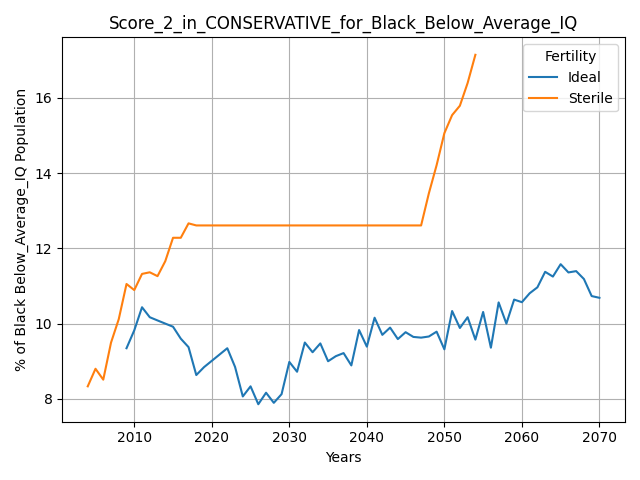 Score_2_in_CONSERVATIVE_for_Black_Below_Average_IQ
% of Black Below_Average_IQ Population
16
14
12
10
8
Fertility
Ideal
Sterile
2010 2020 2030 2040 2050 2060 2070
Years